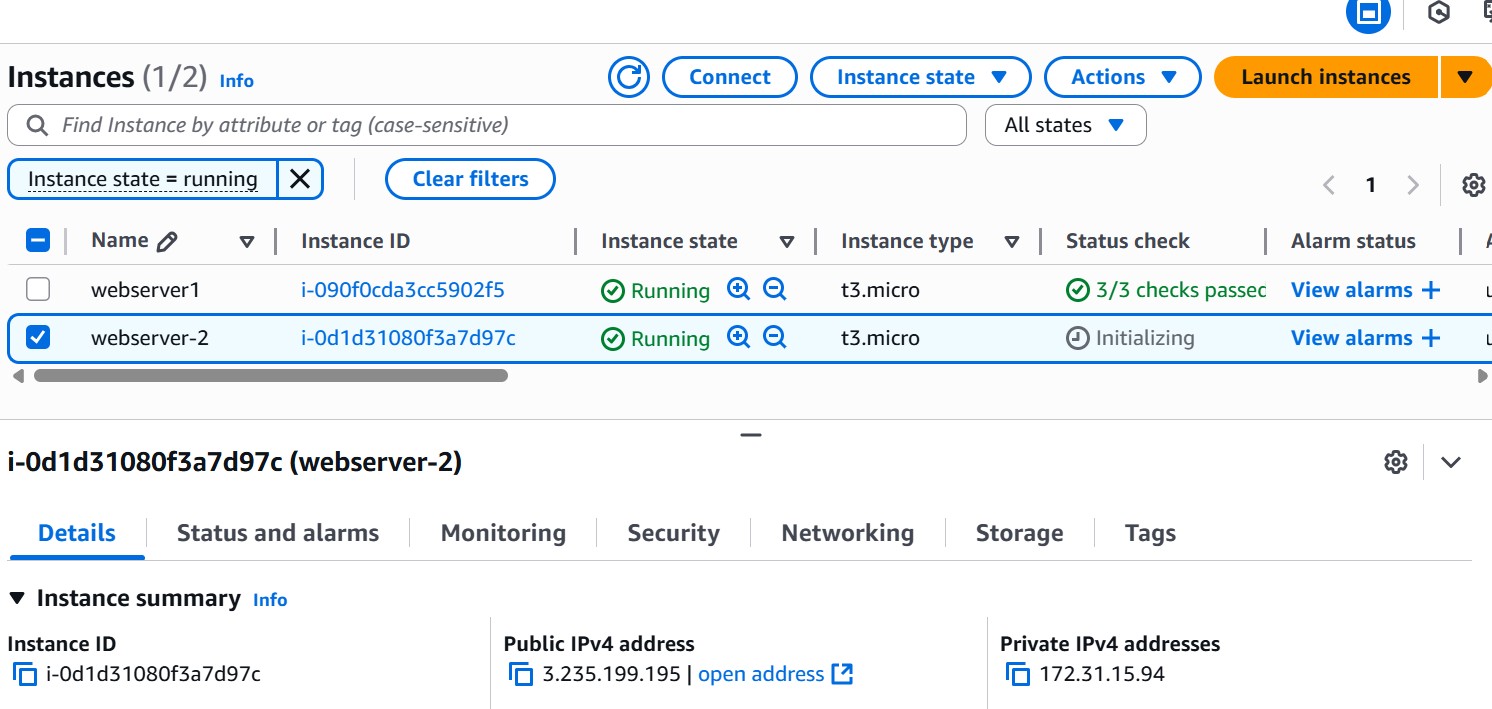 Instances (1/2) Info Connect Instance state Actions Launch instances
Find Instance by attribute or tag (case-sensitive) All states
Instance state = running Clear filters 1
Name Instance ID Instance state Instance type Status check Alarm status
webserver1 i-090f0cda3cc5902f5 Running t3.micro 3/3 checks passed View alarms
webserver-2 i-0d1d31080f3a7d97c Running t3.micro Initializing View alarms
i-0d1d31080f3a7d97c (webserver-2)
Details Status and alarms Monitoring Security Networking Storage Tags
Instance summary Info
Instance ID Public IPv4 address Private IPv4 addresses
i-0d1d31080f3a7d97c 3.235.199.195 | open address 172.31.15.94